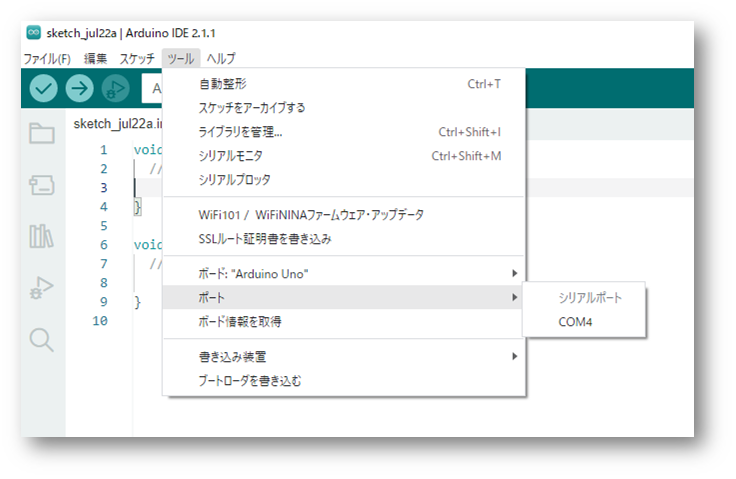 sketch_jul22a | Arduino IDE 2.1.1
ファイル(F) 編集 スケッチ ツール ヘルプ
A
自動整形 Ctrl+T
スケッチをアーカイブする
ライブラリを管理... Ctrl+Shift+I
シリアルモニタ Ctrl+Shift+M
シリアルプロッタ
WiFi101 / WiFiNINAファームウェア・アップデータ
SSLルート証明書を書き込み
ボード: "Arduino Uno"
ポート
ボード情報を取得
書き込み装置
ブートローダを書き込む
シリアルポート
COM4
sketch_jul22a.in
1 void
2 //
3
4 }
5
6 void
7 //
8
9 }
10